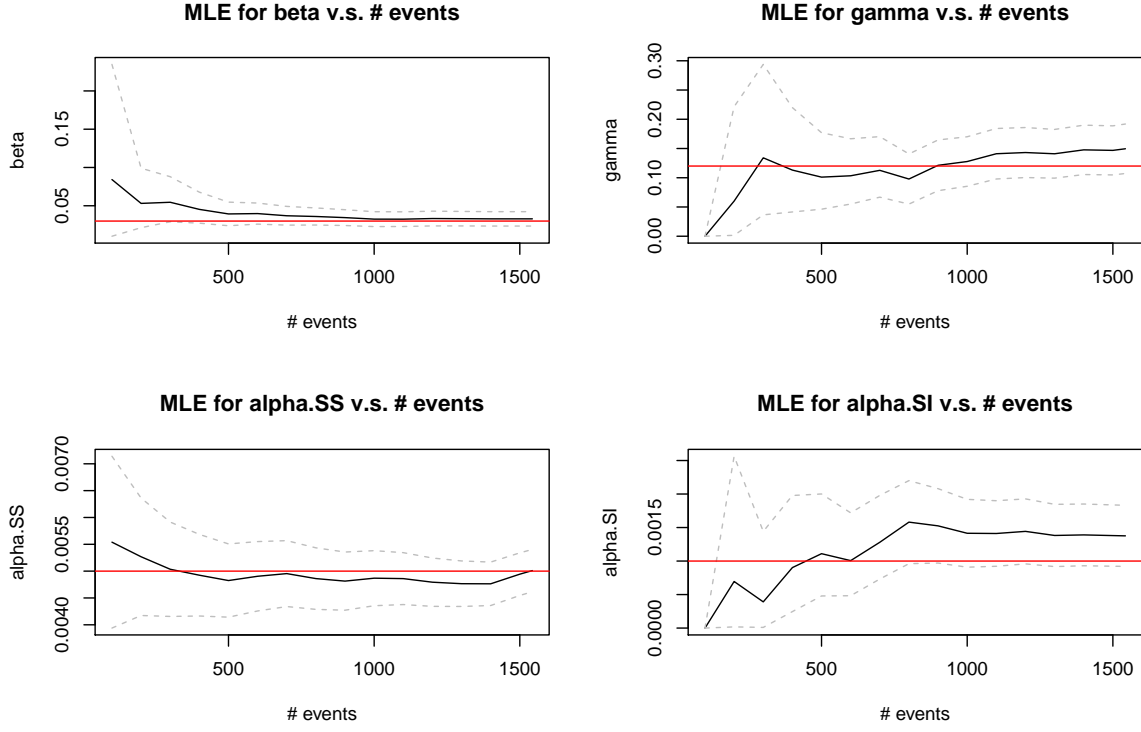 MLE for beta v.s. # events
beta
0.05
0.15
500
1000
1500
# events
MLE for gamma v.s. # events
gamma
0.00
0.10
0.20
0.30
500
1000
1500
# events
MLE for alpha.SS v.s. # events
alpha.SS
0.0040
0.0055
0.0070
500
1000
1500
# events
MLE for alpha.SI v.s. # events
alpha.SI
0.0000
0.0015
500
1000
1500
# events